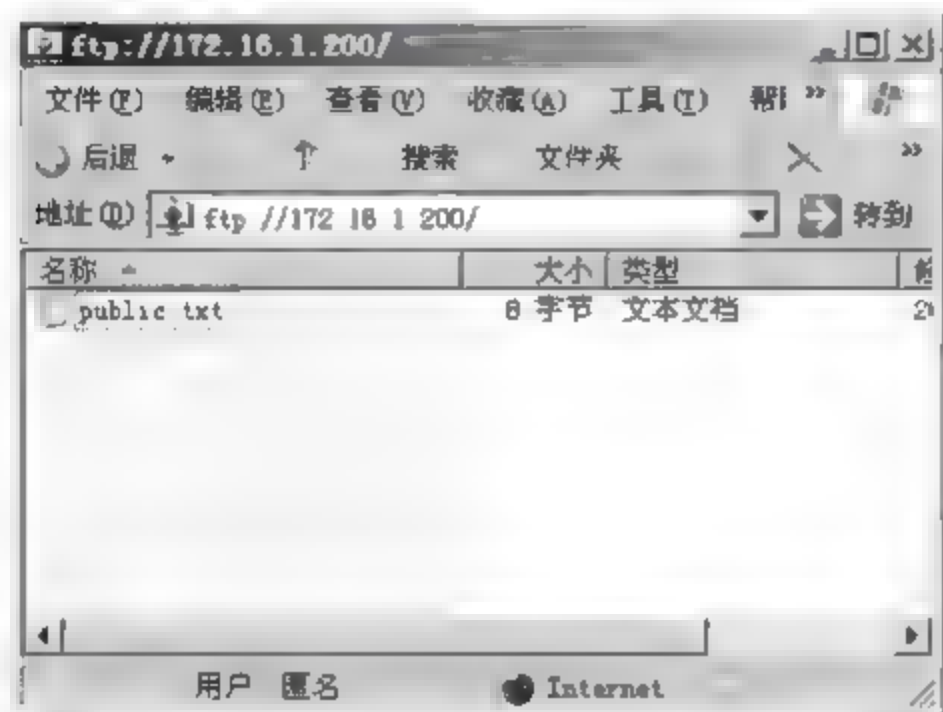 ftp://172.16.1.200/
文件(F) 编辑(E) 查看(V) 收藏(A) 工具(T) »
后退 搜索 文件夹 »
地址(D) ftp //172 16 1 200/ 转到
名称 大小 类型
public txt 8 字节 文本文档
用户 匿名 Internet